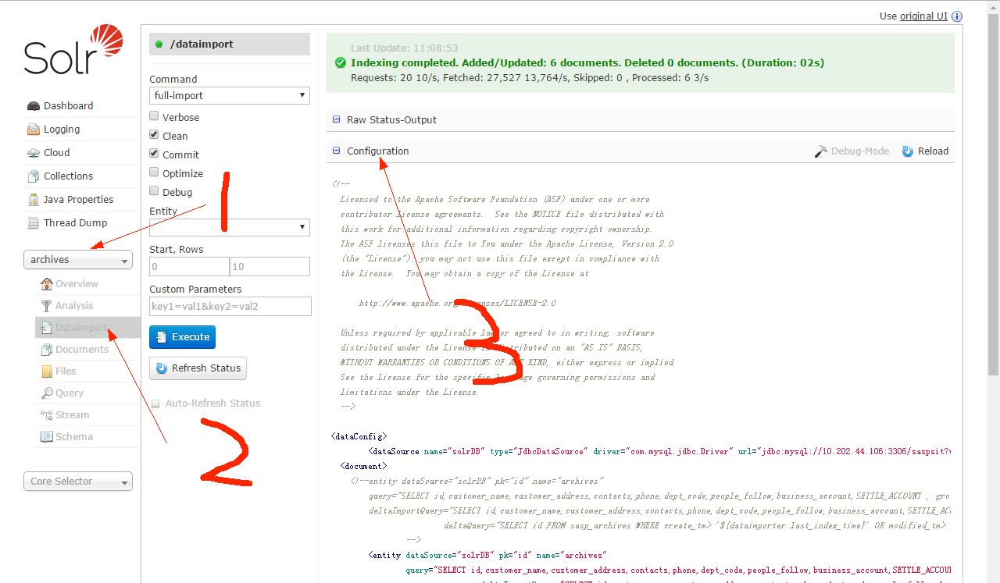 Use original UI
Solr
Dashboard
Logging
Cloud
Collections
Java Properties
Thread Dump
archives
Overview
Analysis
Dataimport
Documents
Files
Query
Stream
Schema
Core Selector
/dataimport
Command
full-import
Verbose
Clean
Commit
Optimize
Debug
Entity
Start, Rows
0 10
Custom Parameters
key1=val1&key2=val2
Execute
Refresh Status
Auto-Refresh Status
1
2
3
Last Update: 11:08:53
Indexing completed. Added/Updated: 6 documents. Deleted 0 documents. (Duration: 02s)
Requests: 20 10/s, Fetched: 27,527 13,764/s, Skipped: 0 , Processed: 6 3/s
Raw Status-Output
Configuration
Debug-Mode
Reload
<!--
Licensed to the Apache Software Foundation (ASF) under one or more
contributor license agreements. See the NOTICE file distributed with
this work for additional information regarding copyright ownership.
The ASF licenses this file to You under the Apache License, Version 2.0
(the "License"); you may not use this file except in compliance with
the License. You may obtain a copy of the License at
http://www.apache.org/licenses/LICENSE-2.0
Unless required by applicable law or agreed to in writing, software
distributed under the License is distributed on an "AS IS" BASIS,
WITHOUT WARRANTIES OR CONDITIONS OF ANY KIND, either express or implied.
See the License for the specific language governing permissions and
limitations under the License.
-->
<dataConfig>
<dataSource name="solrDB" type="JdbcDataSource" driver="com.mysql.jdbc.Driver" url="jdbc:mysql://10.202.44.106:3306/saspsit?
<document>
<!--entity dataSource="solrDB" pk="id" name="archives"
query="SELECT id,customer_name,customer_address,contacts,phone,dept_code,people_follow,business_account,SETTLE_ACCOUNT , gro
deltaImportQuery="SELECT id,customer_name,customer_address,contacts,phone,dept_code,people_follow,business_account,SETTLE_AC
deltaQuery="SELECT id FROM sasp_archives WHERE create_tm> '${dataimporter.last_index_time}' OR modified_tm>
-->
<entity dataSource="solrDB" pk="id" name="archives"
query="SELECT id,customer_name,customer_address,contacts,phone,dept_code,people_follow,business_account,SETTLE_ACCOUN